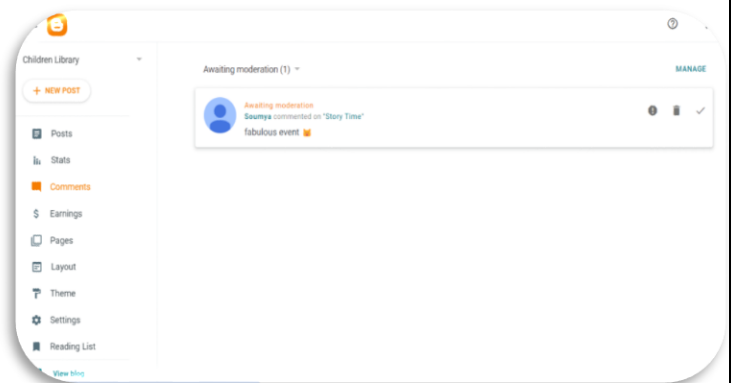 Children Library
+ NEW POST
Posts
Stats
Comments
Earnings
Pages
Layout
Theme
Settings
Reading List
View blog
Awaiting moderation (1)
MANAGE
Awaiting moderation
Soumya commented on "Story Time"
fabulous event